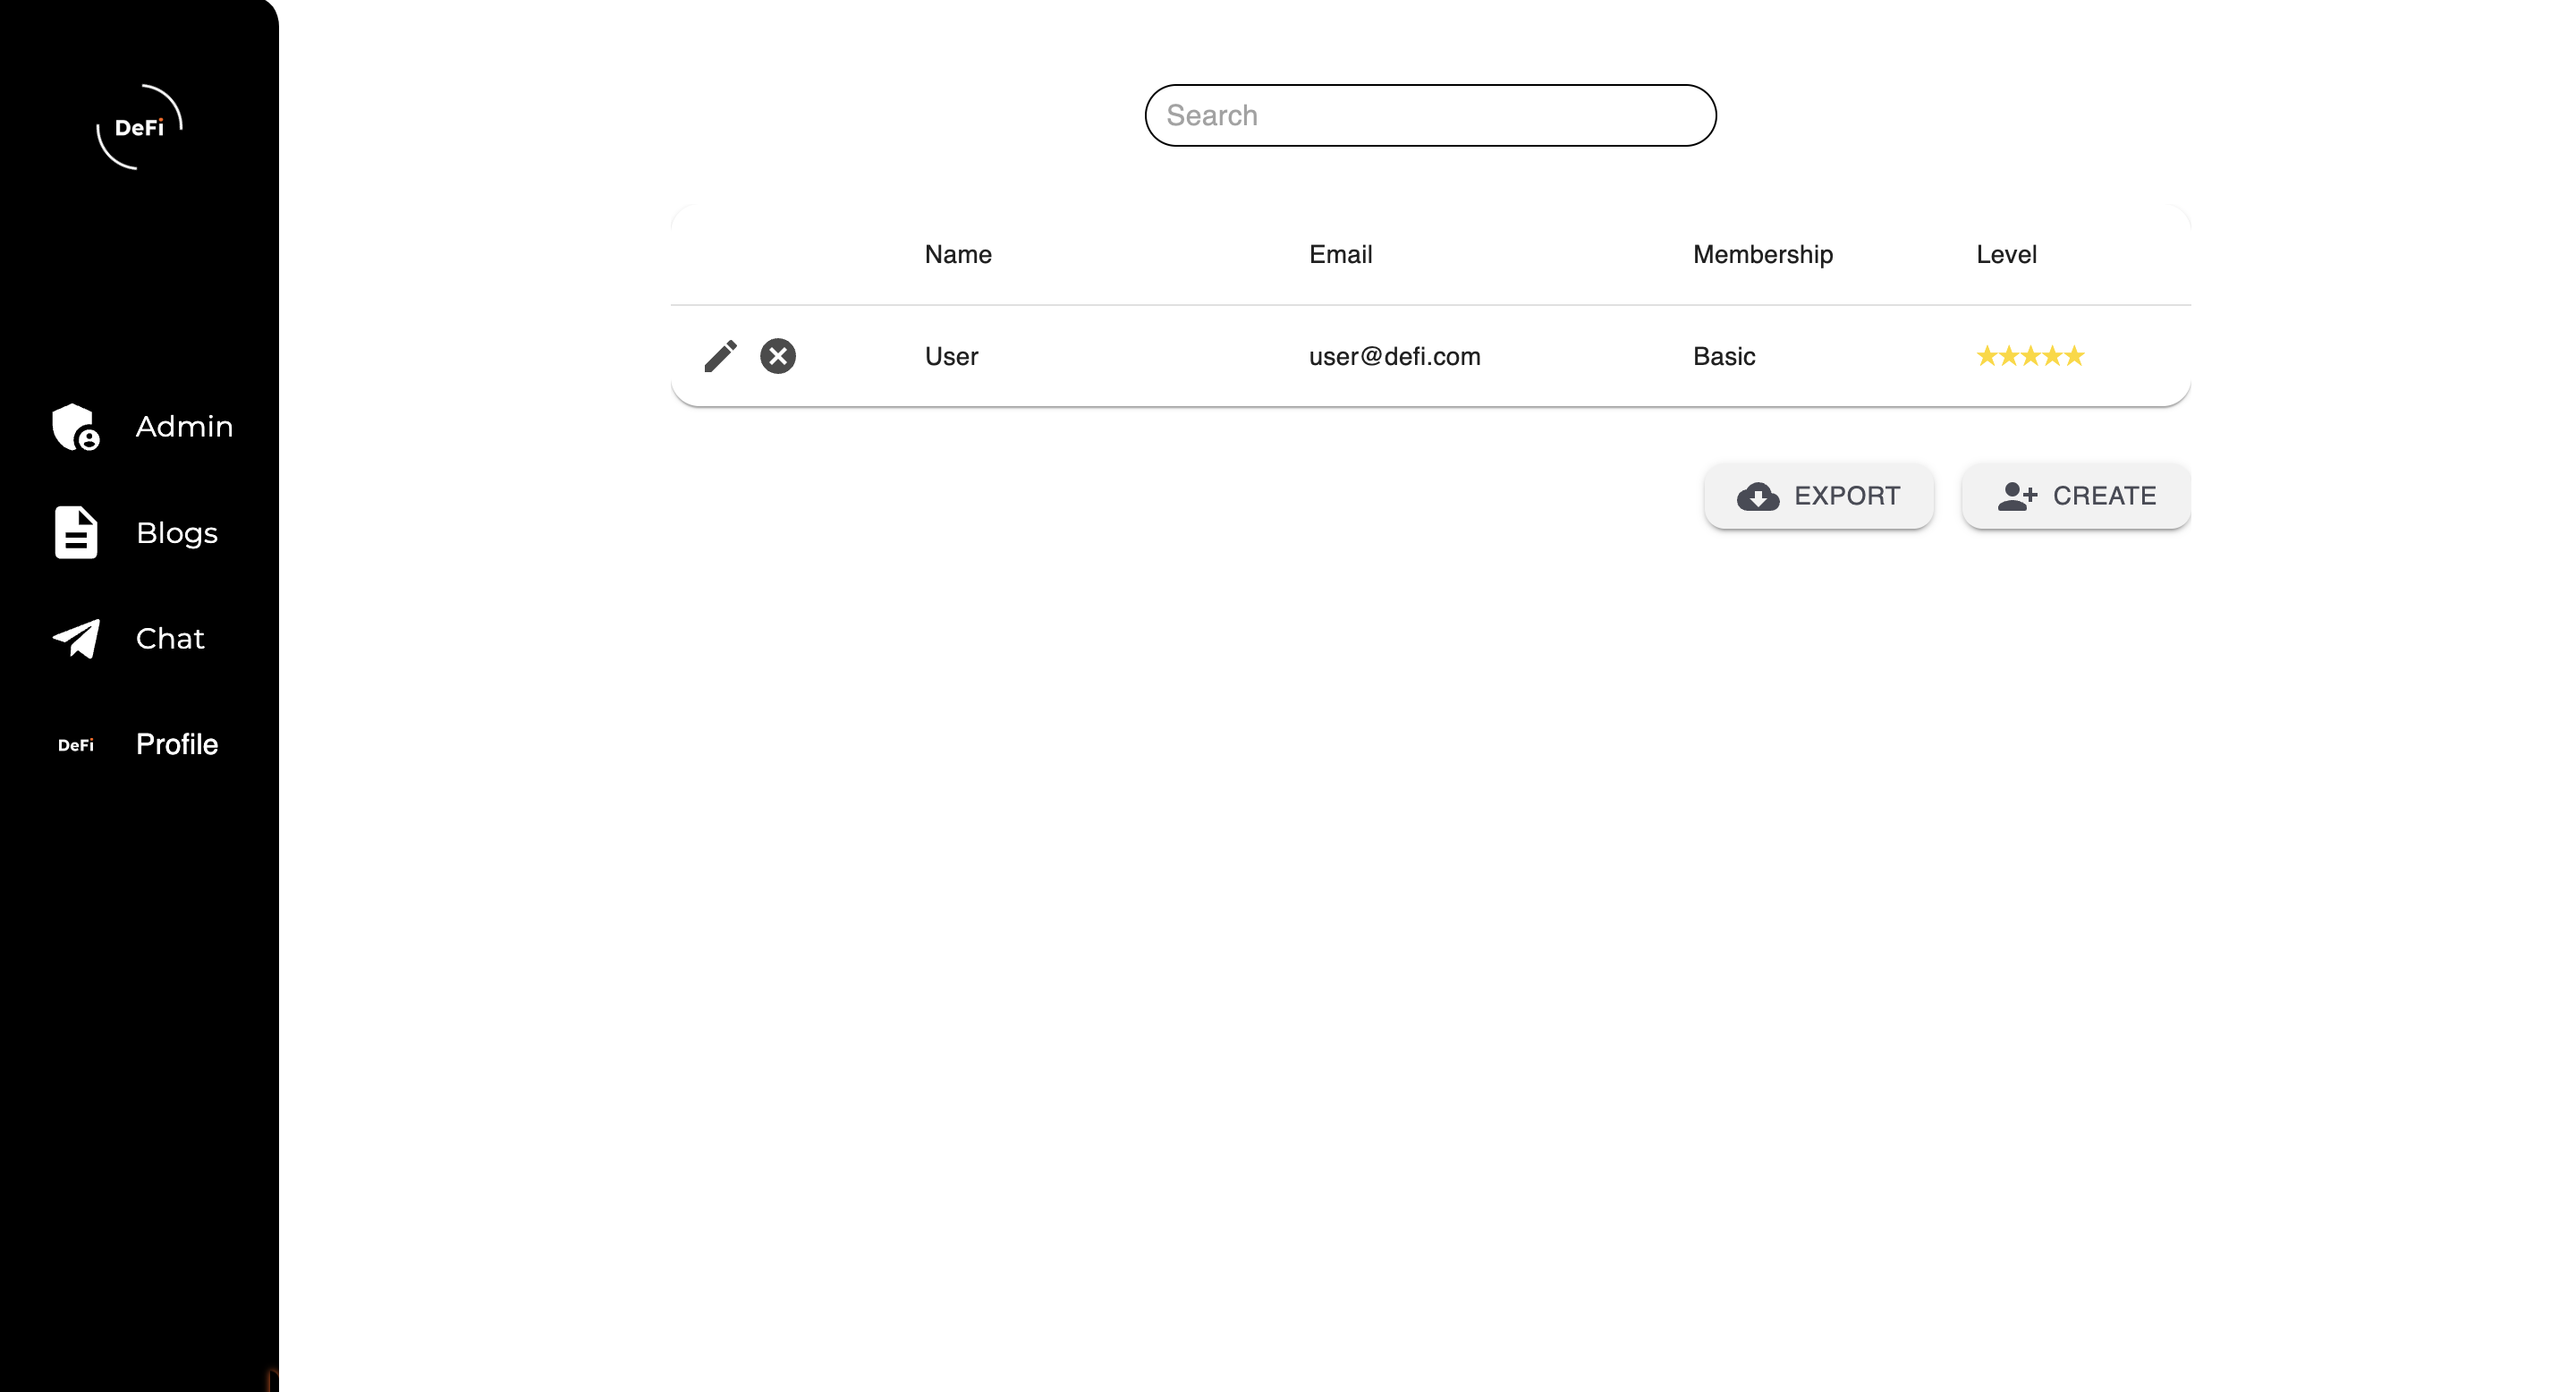 DeFi
Admin
Blogs
Chat
DeFi Profile
Search
Name Email Membership Level
User user@defi.com Basic
EXPORT CREATE